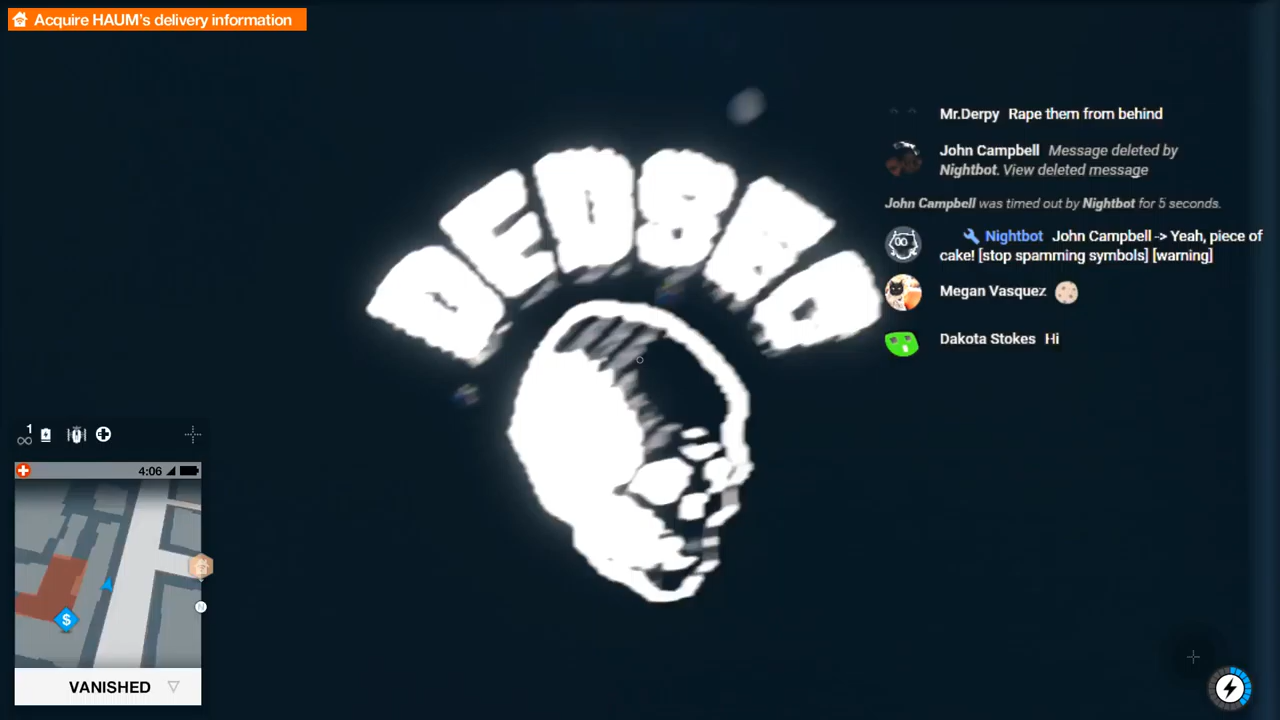 Acquire HAUM's delivery information
DEDSEC
Mr.Derpy Rape them from behind
John Campbell Message deleted by
Nightbot. View deleted message
John Campbell was timed out by Nightbot for 5 seconds.
Nightbot John Campbell -> Yeah, piece of
cake! [stop spamming symbols] [warning]
Megan Vasquez
Dakota Stokes Hi
1
∞
4:06
$
N
VANISHED